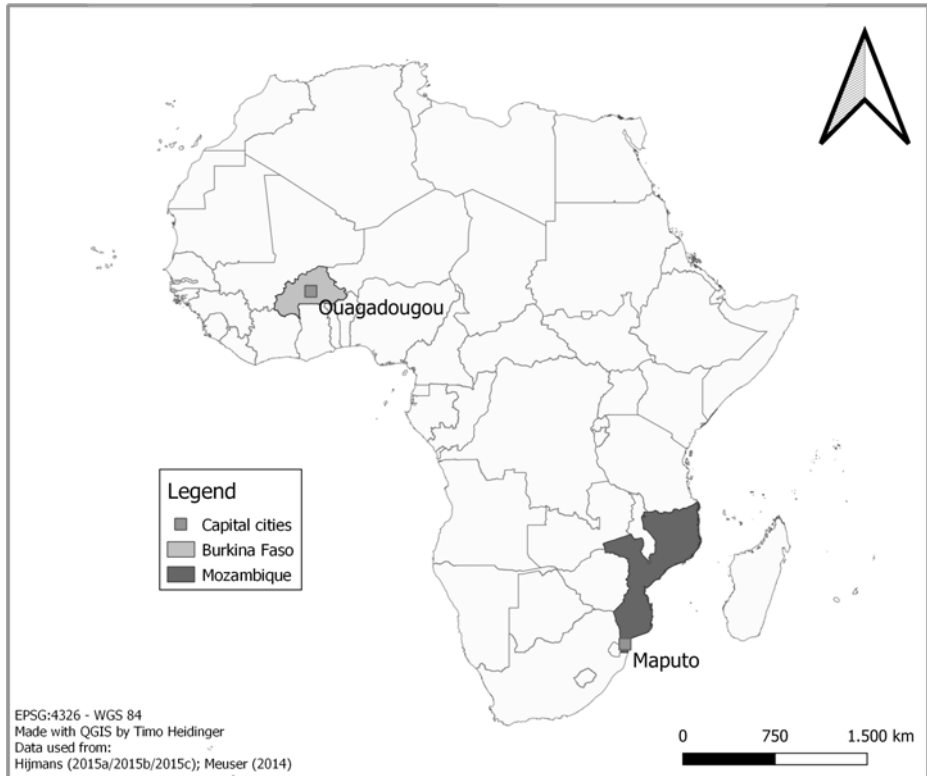 Ouagadougou
Legend
Capital cities
Burkina Faso
Mozambique
Maputo
EPSG:4326 - WGS 84
Made with QGIS by Timo Heidinger
Data used from:
Hijmans (2015a/2015b/2015c); Meuser (2014)
0 750 1.500 km